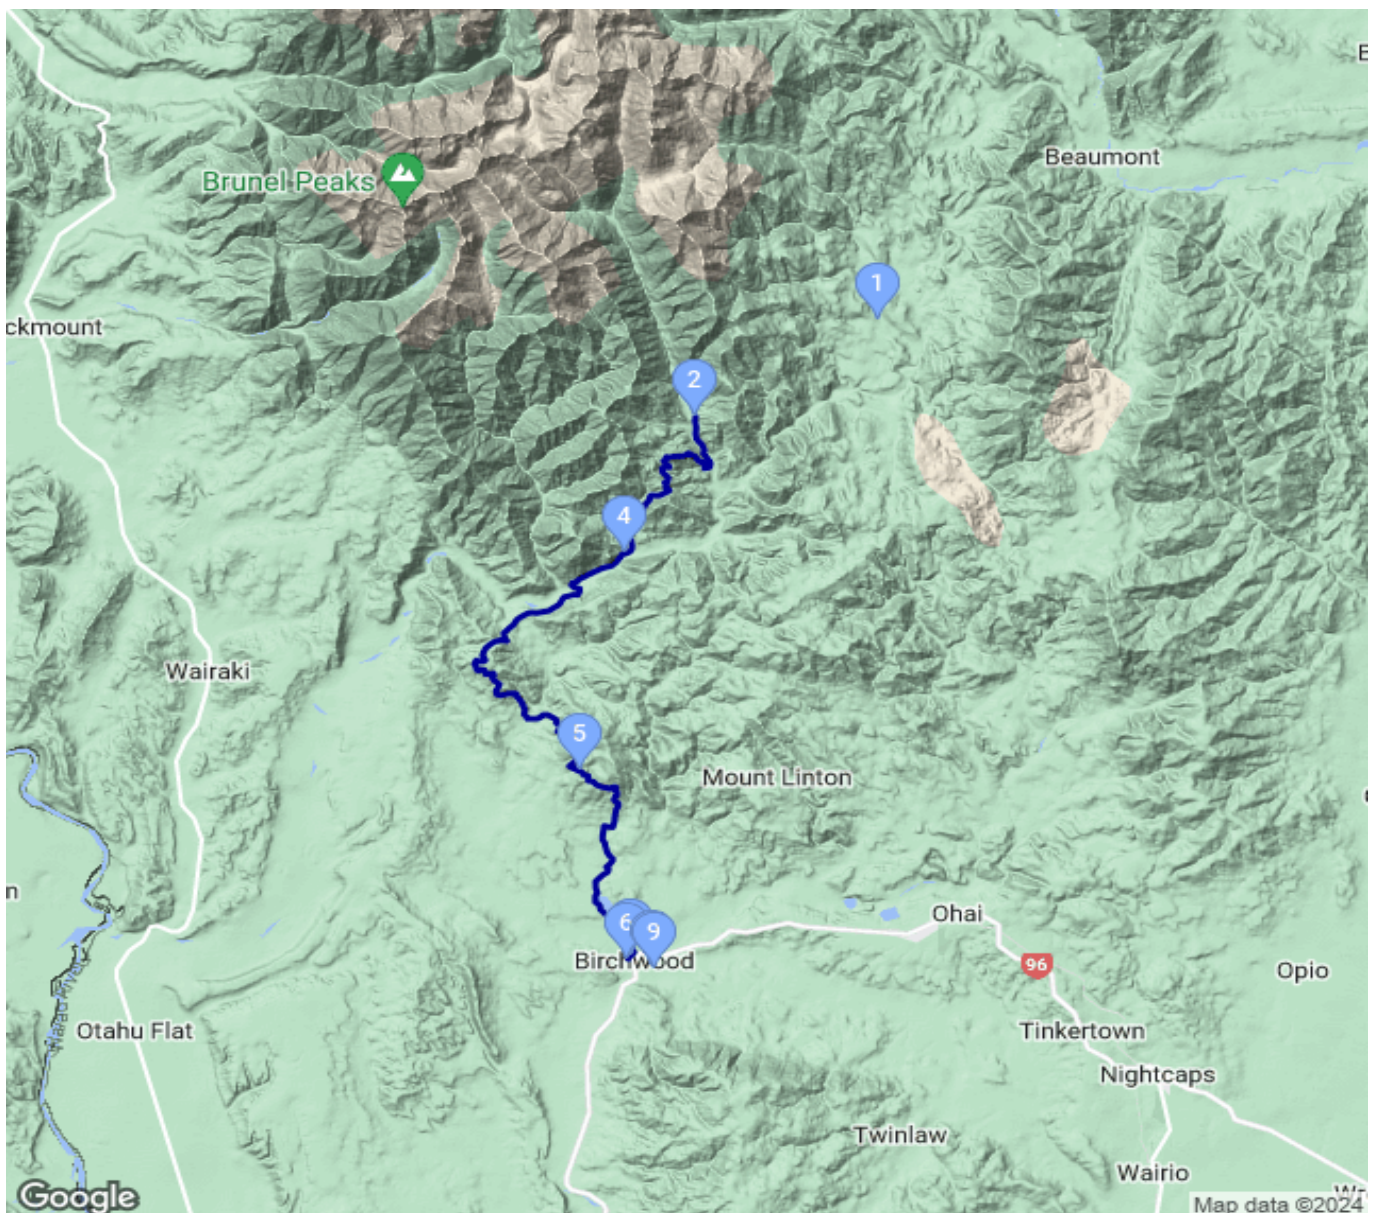 Beaumont
Brunel Peaks
1
ckmount
2
4
Wairaki
5
Mount Linton
6
9
Ohai
Birchwood
96
Opio
Otahu Flat
Tinkertown
Nightcaps
Twinlaw
Wairio
Google
Map data ©2024